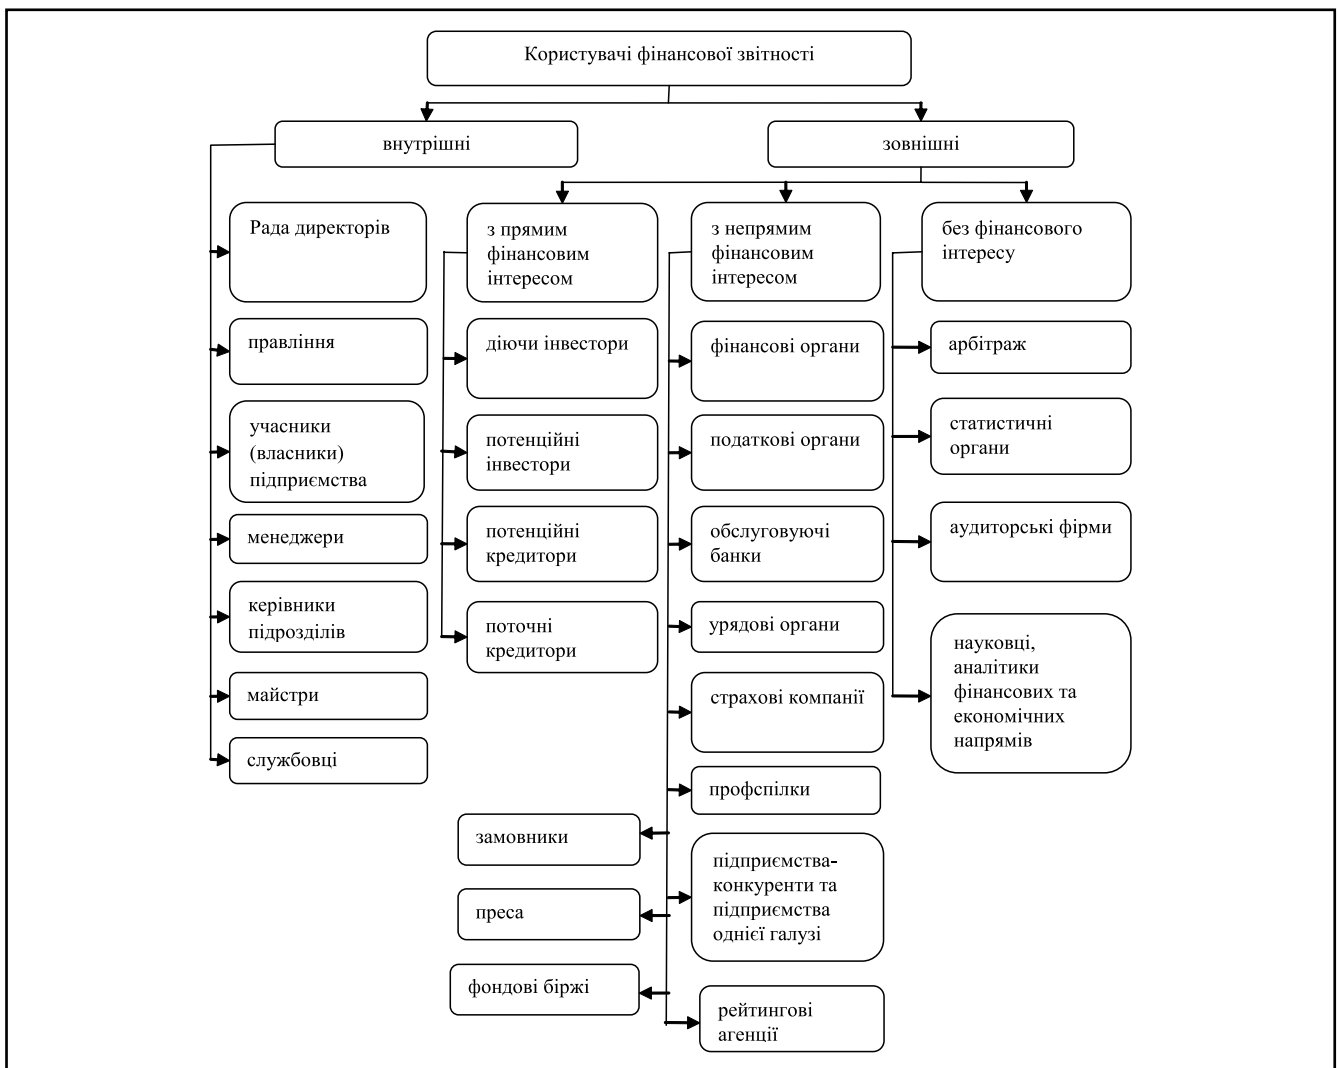 Користувачі фінансової звітності
внутрішні
зовнішні
Рада директорів
правління
учасники
(власники)
підприємства
менеджери
керівники
підрозділів
майстри
службовці
з прямим
фінансовим
інтересом
діючи інвестори
потенційні
інвестори
потенційні
кредитори
поточні
кредитори
з непрямим
фінансовим
інтересом
фінансові органи
податкові органи
обслуговуючі
банки
урядові органи
страхові компанії
профспілки
замовники
підприємства-
конкуренти та
підприємства
однієї галузі
преса
фондові біржі
рейтингові
агенції
без фінансового
інтересу
арбітраж
статистичні
органи
аудиторські фірми
науковці,
аналітики
фінансових та
економічних
напрямів